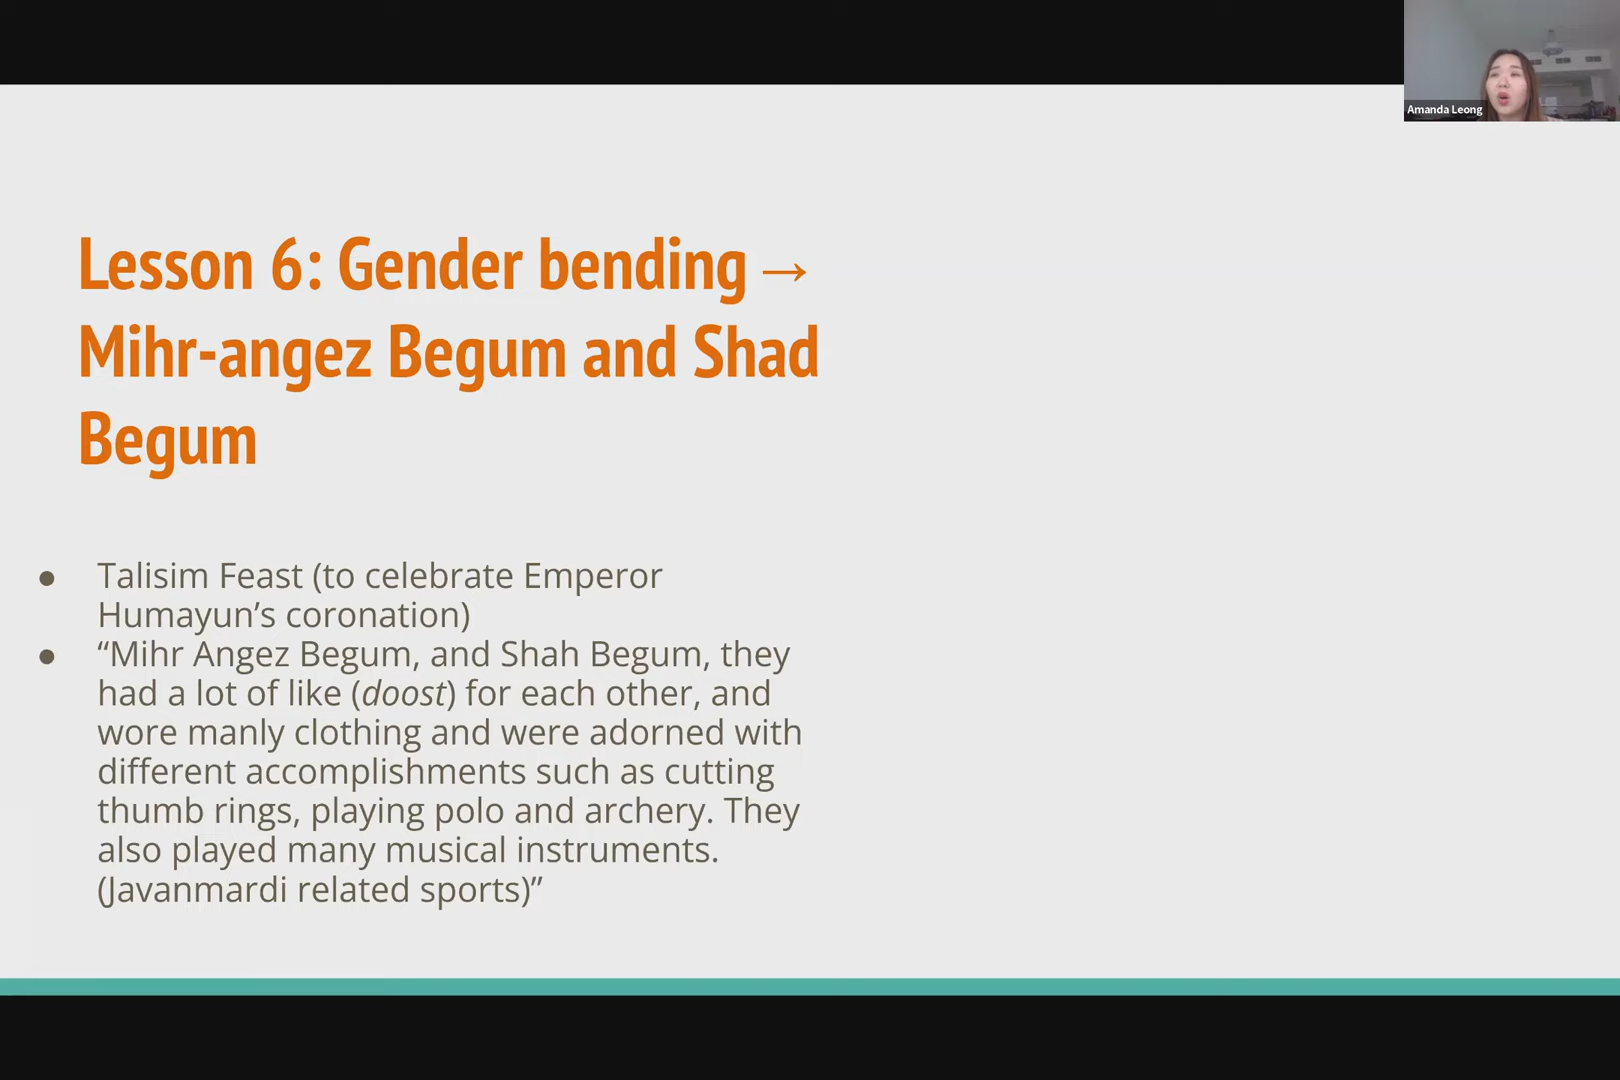 Amanda Leong
Lesson 6: Gender bending →
Mihr-angez Begum and Shad
Begum
● Talisim Feast (to celebrate Emperor
Humayun’s coronation)
● “Mihr Angez Begum, and Shah Begum, they
had a lot of like (doost) for each other, and
wore manly clothing and were adorned with
different accomplishments such as cutting
thumb rings, playing polo and archery. They
also played many musical instruments.
(Javanmardi related sports)”